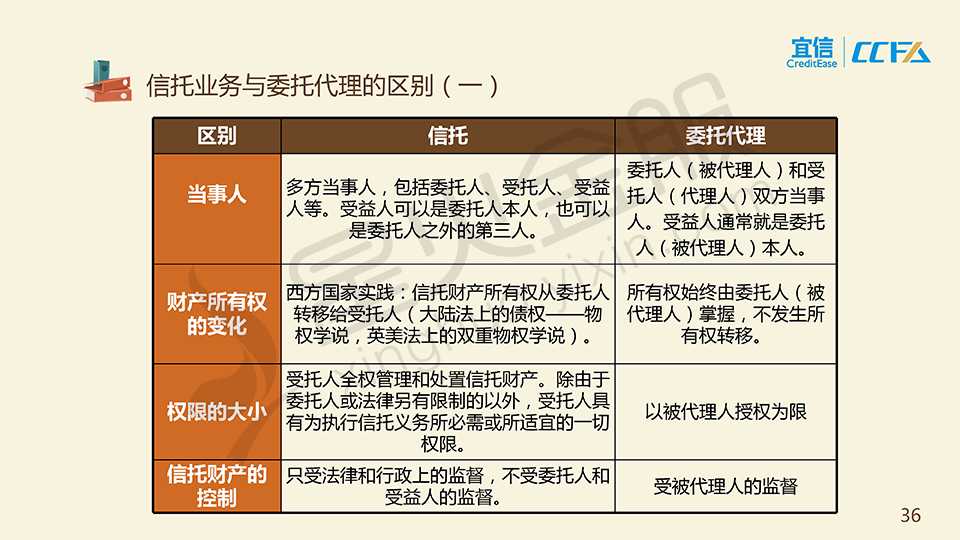 宜信
CreditEase
CCFA
信托业务与委托代理的区别（一）
区别
信托
委托代理
当事人
多方当事人，包括委托人、受托人、受益
人等。受益人可以是委托人本人，也可以
是委托人之外的第三人。
委托人（被代理人）和受
托人（代理人）双方当事
人。受益人通常就是委托
人（被代理人）本人。
财产所有权
的变化
西方国家实践：信托财产所有权从委托人
转移给受托人（大陆法上的债权——物
权学说，英美法上的双重物权学说）。
所有权始终由委托人（被
代理人）掌握，不发生所
有权转移。
权限的大小
受托人全权管理和处置信托财产。除由于
委托人或法律另有限制的以外，受托人具
有为执行信托义务所必需或所适宜的一切
权限。
以被代理人授权为限
信托财产的
控制
只受法律和行政上的监督，不受委托人和
受益人的监督。
受被代理人的监督
36